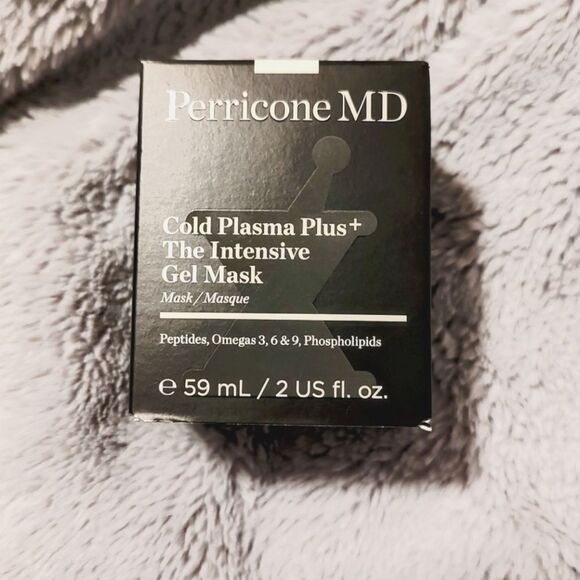 Perricone MD
Cold Plasma Plus+
The Intensive
Gel Mask
Mask/Masque
Peptides, Omegas 3, 6 & 9, Phospholipids
℮ 59 mL / 2 US fl. oz.